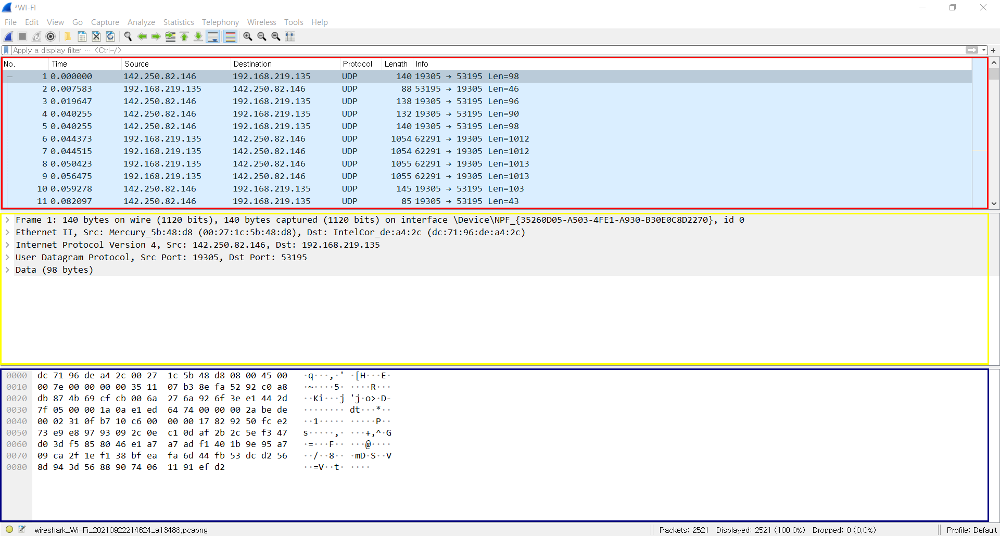 *Wi-Fi
File Edit View Go Capture Analyze Statistics Telephony Wireless Tools Help
Apply a display filter ··· <Ctrl-/>
No. Time Source Destination Protocol Length Info
1 0.000000 142.250.82.146 192.168.219.135 UDP 140 19305 → 53195 Len=98
2 0.007583 192.168.219.135 142.250.82.146 UDP 88 53195 → 19305 Len=46
3 0.019647 142.250.82.146 192.168.219.135 UDP 138 19305 → 53195 Len=96
4 0.040255 142.250.82.146 192.168.219.135 UDP 132 19305 → 53195 Len=90
5 0.040255 142.250.82.146 192.168.219.135 UDP 140 19305 → 53195 Len=98
6 0.044373 192.168.219.135 142.250.82.146 UDP 1054 62291 → 19305 Len=1012
7 0.044515 192.168.219.135 142.250.82.146 UDP 1054 62291 → 19305 Len=1012
8 0.050423 192.168.219.135 142.250.82.146 UDP 1055 62291 → 19305 Len=1013
9 0.056475 192.168.219.135 142.250.82.146 UDP 1055 62291 → 19305 Len=1013
10 0.059278 142.250.82.146 192.168.219.135 UDP 145 19305 → 53195 Len=103
11 0.082097 142.250.82.146 192.168.219.135 UDP 85 19305 → 53195 Len=43
Frame 1: 140 bytes on wire (1120 bits), 140 bytes captured (1120 bits) on interface \Device\NPF_{35260D05-A503-4FE1-A930-B30E0C8D2270}, id 0
Ethernet II, Src: Mercury_5b:48:d8 (00:27:1c:5b:48:d8), Dst: IntelCor_de:a4:2c (dc:71:96:de:a4:2c)
Internet Protocol Version 4, Src: 142.250.82.146, Dst: 192.168.219.135
User Datagram Protocol, Src Port: 19305, Dst Port: 53195
Data (98 bytes)
0000 dc 71 96 de a4 2c 00 27 1c 5b 48 d8 08 00 45 00 ·q···,·' ·[H···E·
0010 00 7e 00 00 00 00 35 11 07 b3 8e fa 52 92 c0 a8 ·~····5· ····R···
0020 db 87 4b 69 cf cb 00 6a 27 6a 92 6f 3e e1 44 2d ··Ki···j 'j·o>·D-
0030 7f 05 00 00 1a 0a e1 ed 64 74 00 00 00 2a be de ········ dt···*··
0040 00 02 31 0f b7 10 c6 00 00 00 17 82 92 50 fc e2 ··1····· ·····P··
0050 73 e9 e8 97 93 09 2c 0e c1 0d af 2b 2c 5e f3 47 s·····,· ···+,^·G
0060 d0 3d f5 85 80 46 e1 a7 a7 ad f1 40 1b 9e 95 a7 ·=···F·· ···@····
0070 09 ca 2f 1e f1 38 bf ea fa 6d 44 fb 53 dc d2 56 ··/··8·· ·mD·S··V
0080 8d 94 3d 56 88 90 74 06 11 91 ef d2 ··=V··t· ····
wireshark_Wi-Fi_20210922214624_a13488.pcapng Packets: 2521 · Displayed: 2521 (100.0%) · Dropped: 0 (0.0%) Profile: Default